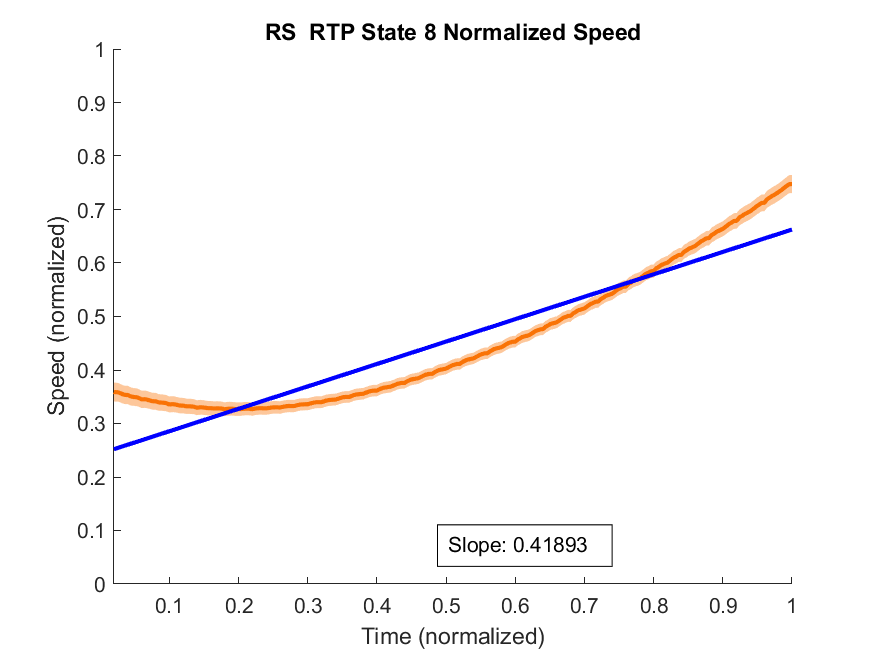 RS  RTP State 8 Normalized Speed
1
0.9
0.8
0.7
0.6
0.5
0.4
0.3
0.2
0.1
0
Speed (normalized)
Slope: 0.41893
0.1 0.2 0.3 0.4 0.5 0.6 0.7 0.8 0.9 1
Time (normalized)